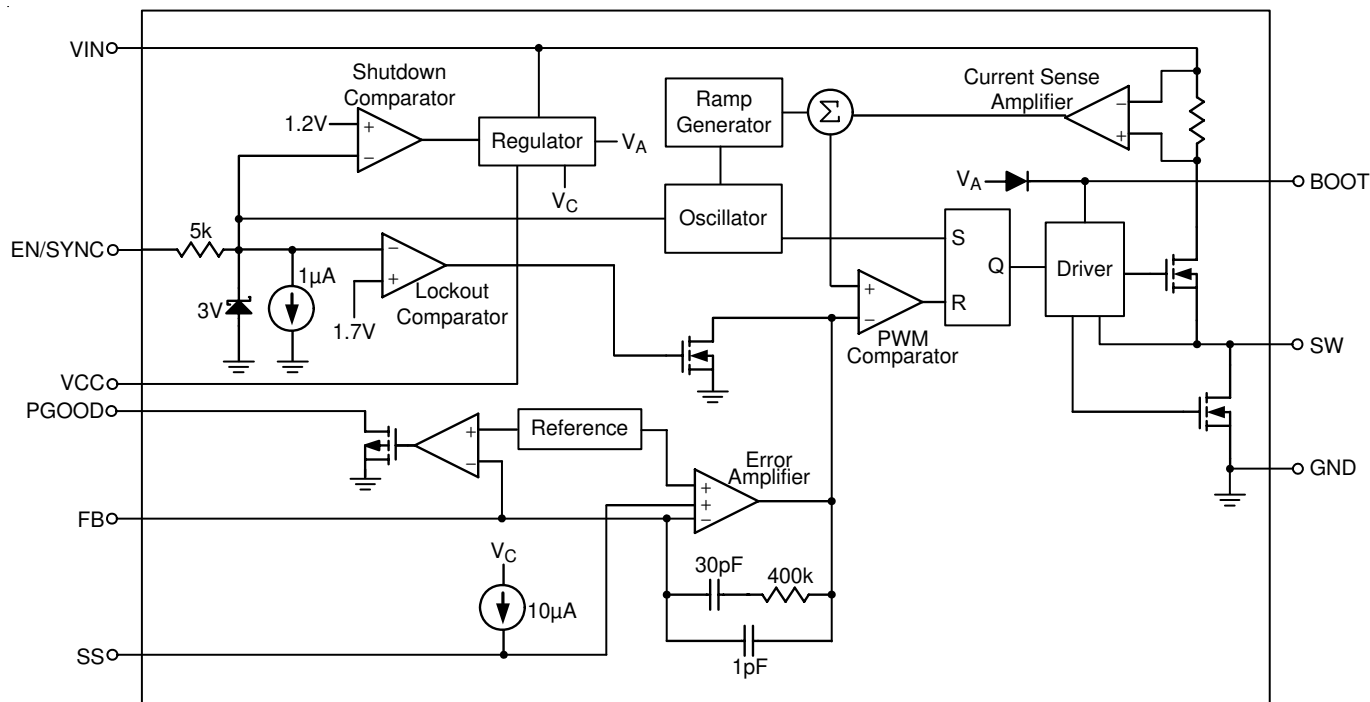 VIN
Shutdown
Comparator
1.2V
+
−
Regulator
VA
VC
Ramp
Generator
Σ
Current Sense
Amplifier
−
+
VA
BOOT
Oscillator
EN/SYNC
5k
3V
1µA
−
+
1.7V
Lockout
Comparator
S
Q
R
Driver
+
−
PWM
Comparator
SW
VCC
PGOOD
+
−
Reference
Error
Amplifier
+
+
−
GND
FB
VC
10µA
30pF
400k
1pF
SS